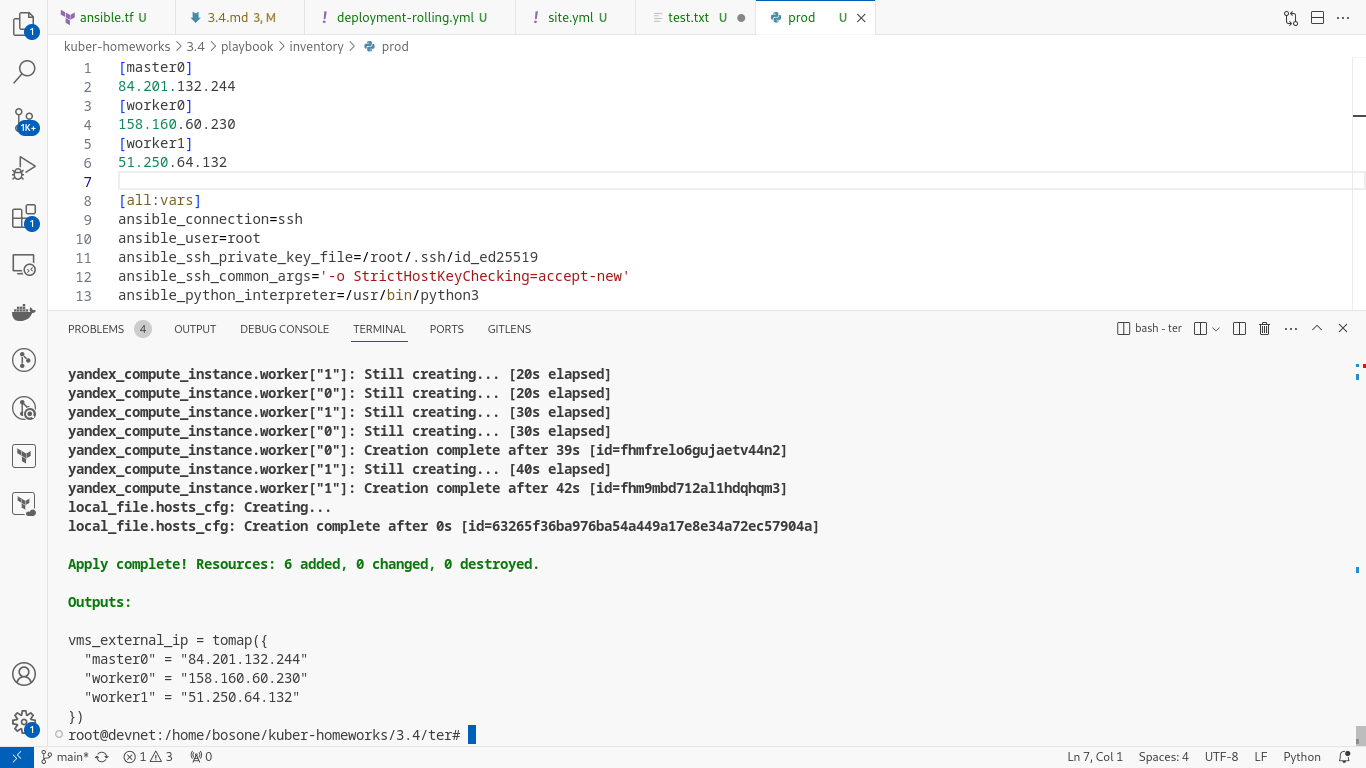 ansible.tf U
3.4.md 3, M
! deployment-rolling.yml U
! site.yml U
test.txt U
prod U
kuber-homeworks > 3.4 > playbook > inventory > prod
1 [master0]
2 84.201.132.244
3 [worker0]
4 158.160.60.230
5 [worker1]
6 51.250.64.132
7
8 [all:vars]
9 ansible_connection=ssh
10 ansible_user=root
11 ansible_ssh_private_key_file=/root/.ssh/id_ed25519
12 ansible_ssh_common_args='-o StrictHostKeyChecking=accept-new'
13 ansible_python_interpreter=/usr/bin/python3
1
1K+
1
1
PROBLEMS 4 OUTPUT DEBUG CONSOLE TERMINAL PORTS GITLENS
bash - ter
yandex_compute_instance.worker["1"]: Still creating... [20s elapsed]
yandex_compute_instance.worker["0"]: Still creating... [20s elapsed]
yandex_compute_instance.worker["1"]: Still creating... [30s elapsed]
yandex_compute_instance.worker["0"]: Still creating... [30s elapsed]
yandex_compute_instance.worker["0"]: Creation complete after 39s [id=fhmfrelo6gujaetv44n2]
yandex_compute_instance.worker["1"]: Still creating... [40s elapsed]
yandex_compute_instance.worker["1"]: Creation complete after 42s [id=fhm9mbd712al1hdqhqm3]
local_file.hosts_cfg: Creating...
local_file.hosts_cfg: Creation complete after 0s [id=63265f36ba976ba54a449a17e8e34a72ec57904a]
Apply complete! Resources: 6 added, 0 changed, 0 destroyed.
Outputs:
vms_external_ip = tomap({
"master0" = "84.201.132.244"
"worker0" = "158.160.60.230"
"worker1" = "51.250.64.132"
})
root@devnet:/home/bosone/kuber-homeworks/3.4/ter#
main* 1 3 0
Ln 7, Col 1 Spaces: 4 UTF-8 LF Python